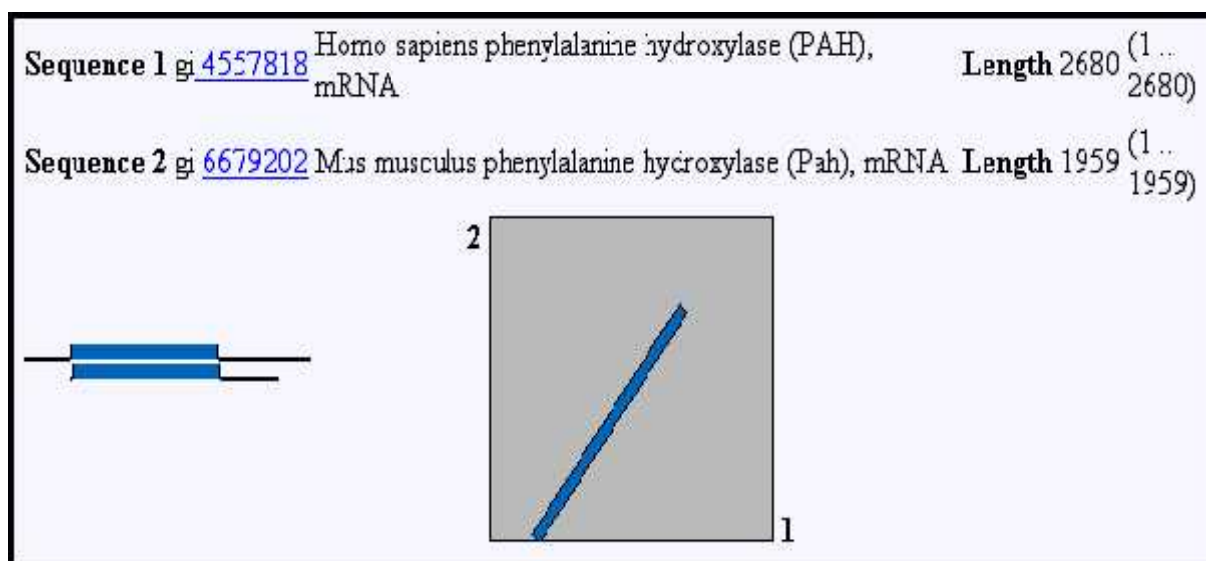 Sequence 1 gi 4557818 Homo sapiens phenylalanine hydroxylase (PAH), mRNA Length 2680 (1 .. 2680)
Sequence 2 gi 6679202 Mus musculus phenylalanine hydroxylase (Pah), mRNA Length 1959 (1 .. 1959)
2
1